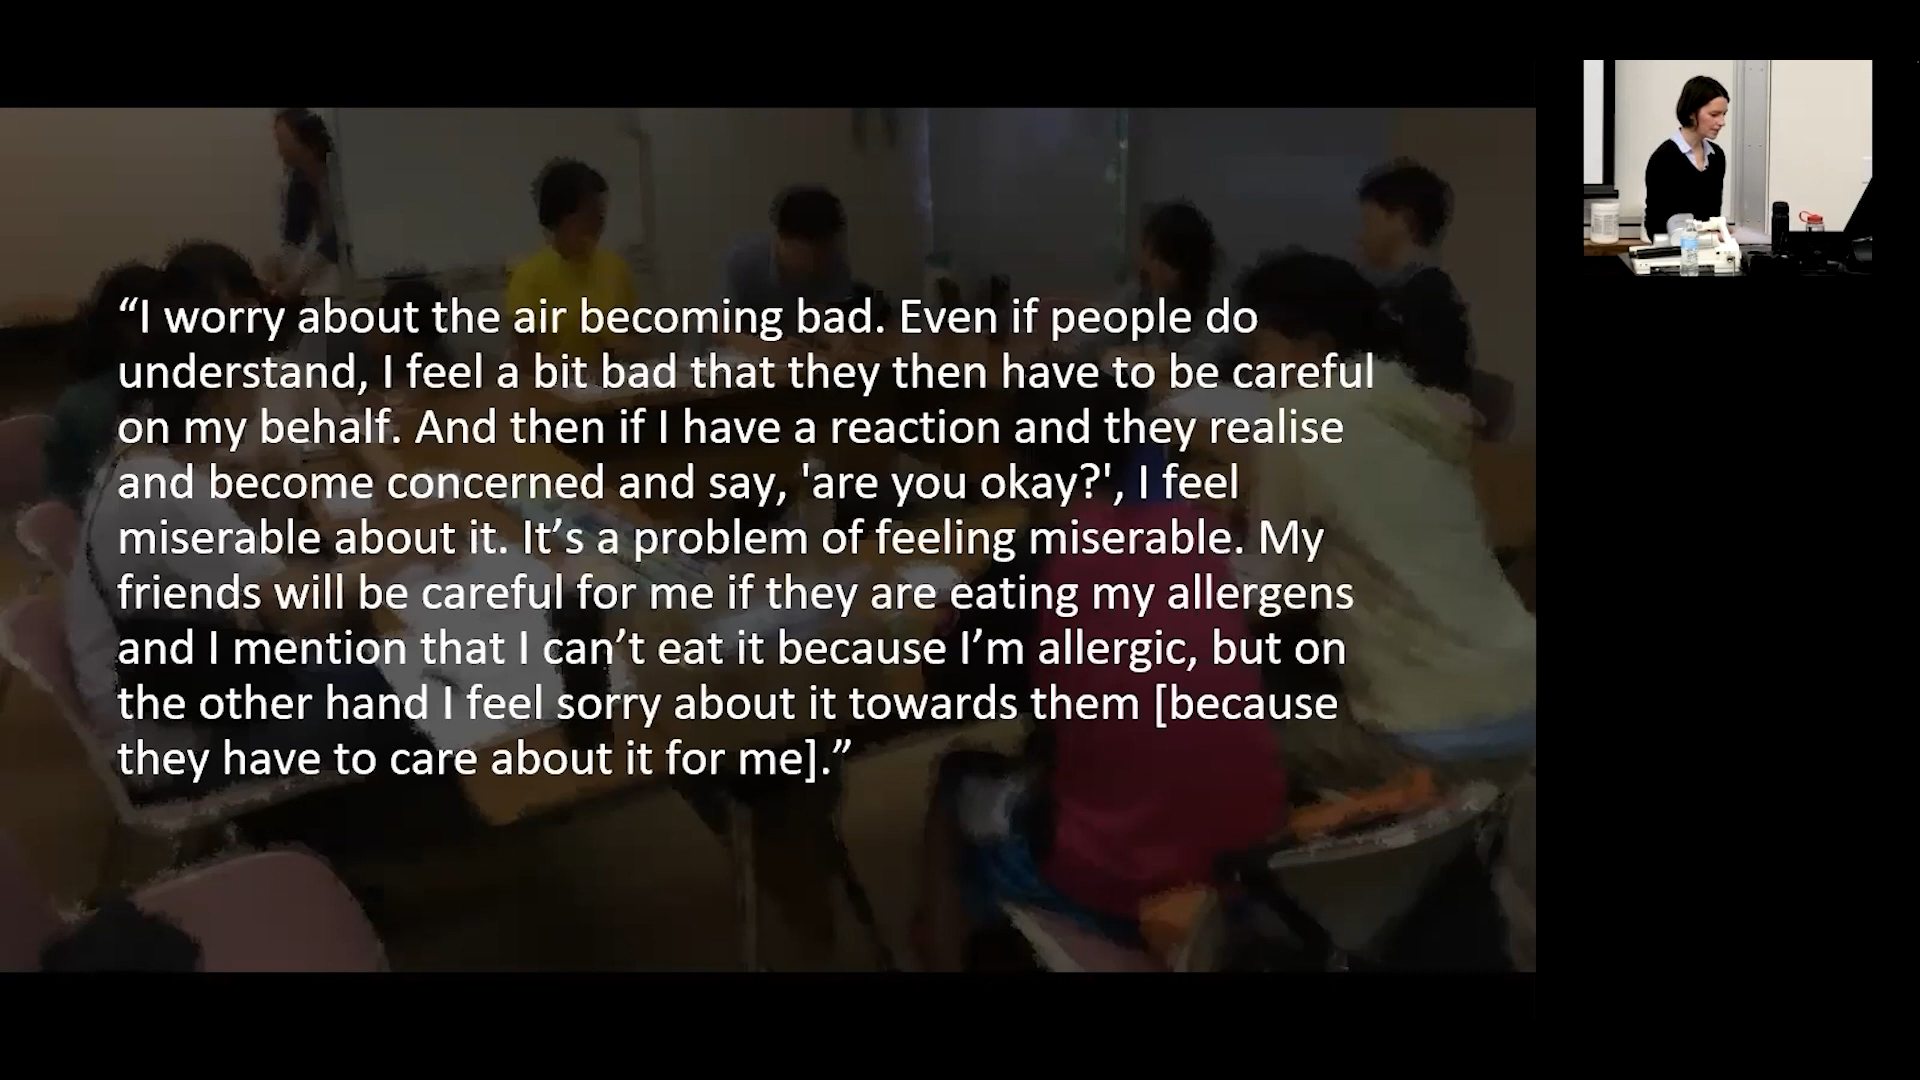 “I worry about the air becoming bad. Even if people do
understand, I feel a bit bad that they then have to be careful
on my behalf. And then if I have a reaction and they realise
and become concerned and say, 'are you okay?', I feel
miserable about it. It’s a problem of feeling miserable. My
friends will be careful for me if they are eating my allergens
and I mention that I can’t eat it because I’m allergic, but on
the other hand I feel sorry about it towards them [because
they have to care about it for me].”